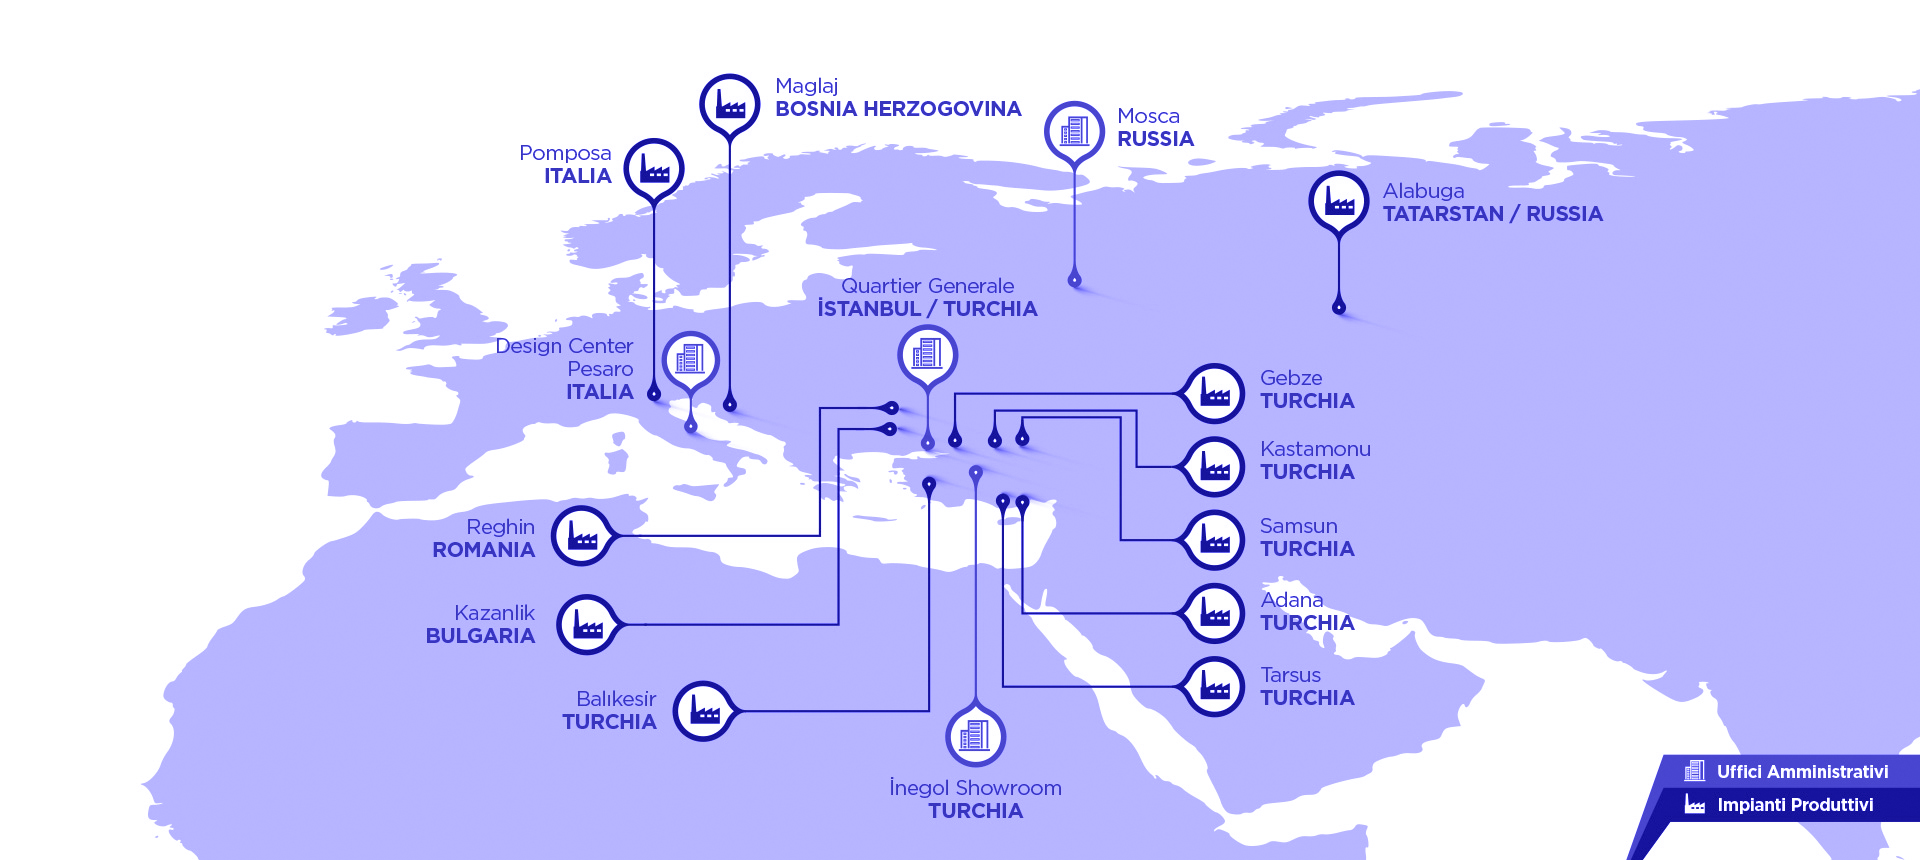 Maglaj
BOSNIA HERZOGOVINA
Mosca
RUSSIA
Pomposa
ITALIA
Alabuga
TATARSTAN / RUSSIA
Quartier Generale
İSTANBUL / TURCHIA
Design Center
Pesaro
ITALIA
Gebze
TURCHIA
Kastamonu
TURCHIA
Reghin
ROMANIA
Samsun
TURCHIA
Kazanlik
BULGARIA
Adana
TURCHIA
Balıkesir
TURCHIA
Tarsus
TURCHIA
İnegol Showroom
TURCHIA
Uffici Amministrativi
Impianti Produttivi